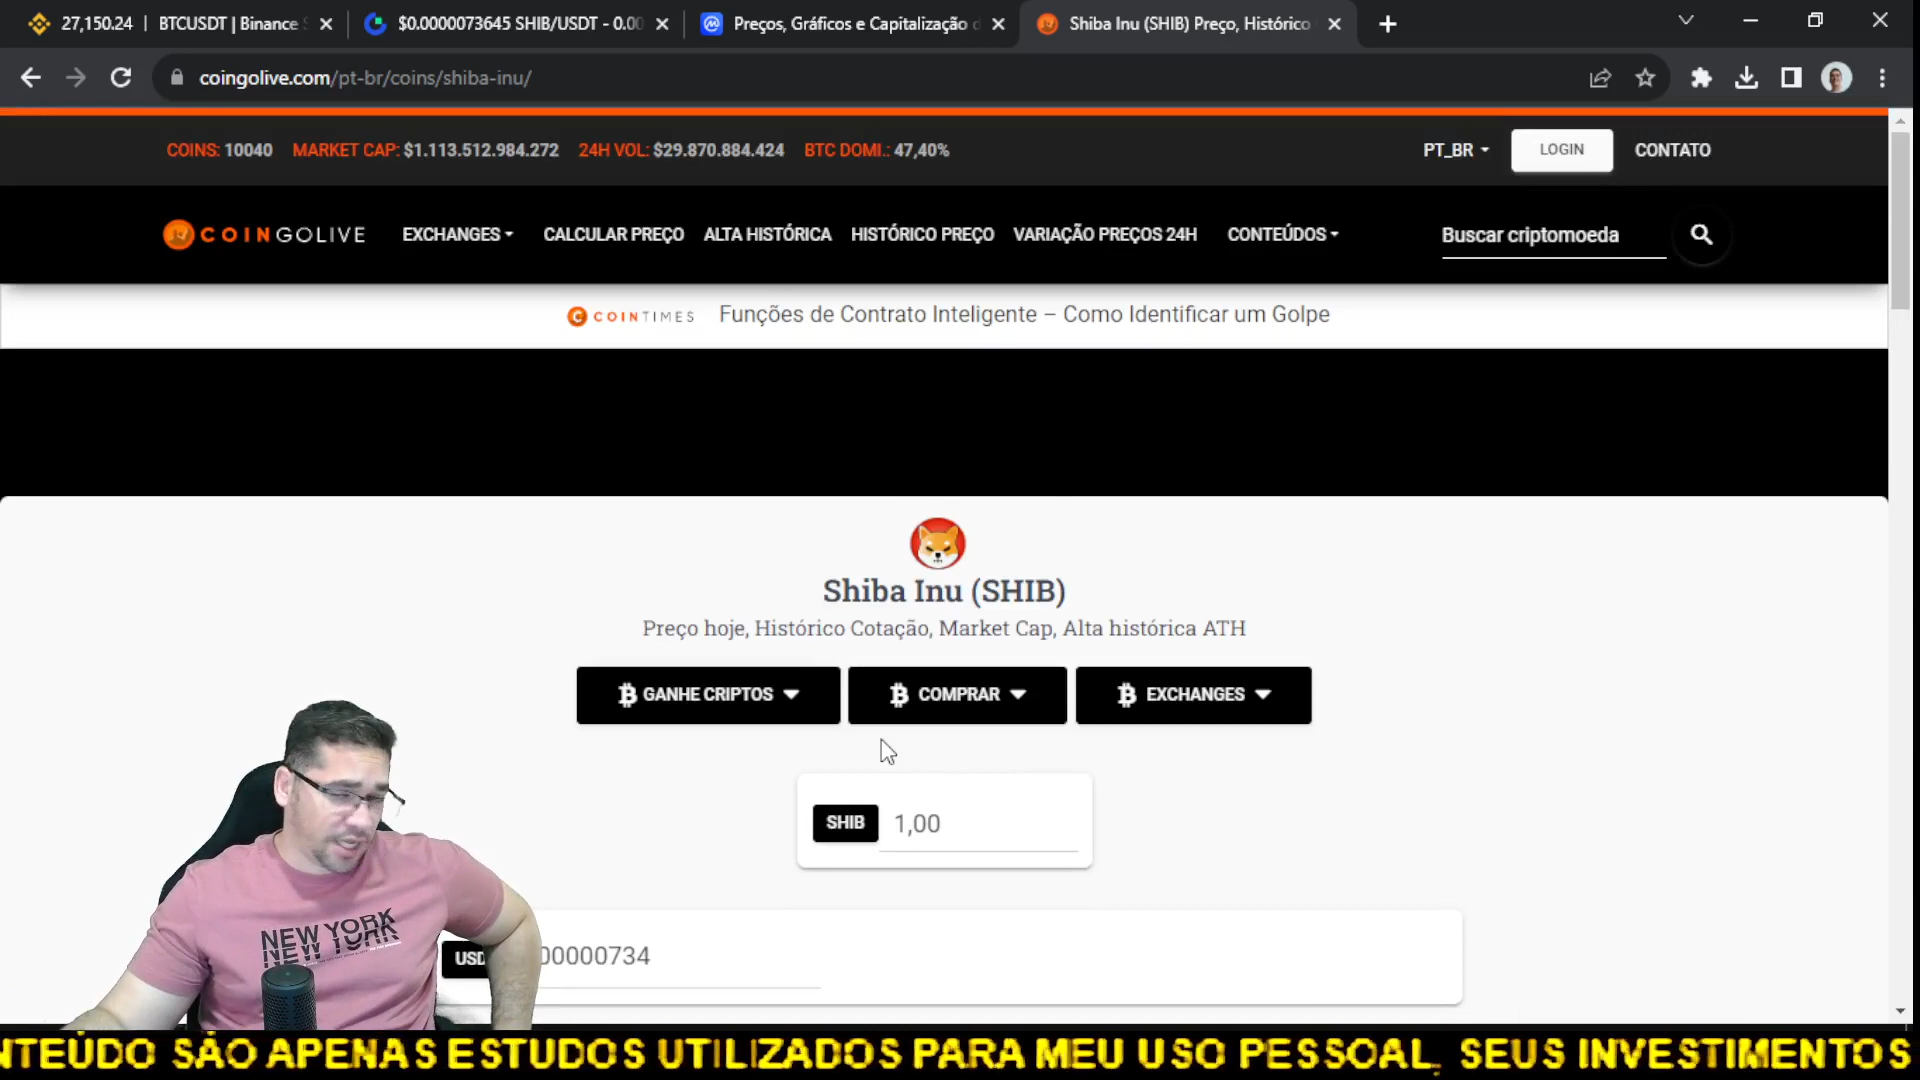 27,150.24 | BTCUSDT | Binance
$0.0000073645 SHIB/USDT - 0.00
Preços, Gráficos e Capitalização d
Shiba Inu (SHIB) Preço, Histórico
coingolive.com/pt-br/coins/shiba-inu/
COINS: 10040 MARKET CAP: $1.113.512.984.272 24H VOL: $29.870.884.424 BTC DOMI.: 47,40%
PT_BR LOGIN CONTATO
COINGOLIVE EXCHANGES CALCULAR PREÇO ALTA HISTÓRICA HISTÓRICO PREÇO VARIAÇÃO PREÇOS 24H CONTEÚDOS Buscar criptomoeda
COINTIMES Funções de Contrato Inteligente – Como Identificar um Golpe
Shiba Inu (SHIB)
Preço hoje, Histórico Cotação, Market Cap, Alta histórica ATH
GANHE CRIPTOS COMPRAR EXCHANGES
SHIB 1,00
USD 00000734
NEW YORK
NEW YORK
NTEÚDO SÃO APENAS ESTUDOS UTILIZADOS PARA MEU USO PESSOAL, SEUS INVESTIMENTOS